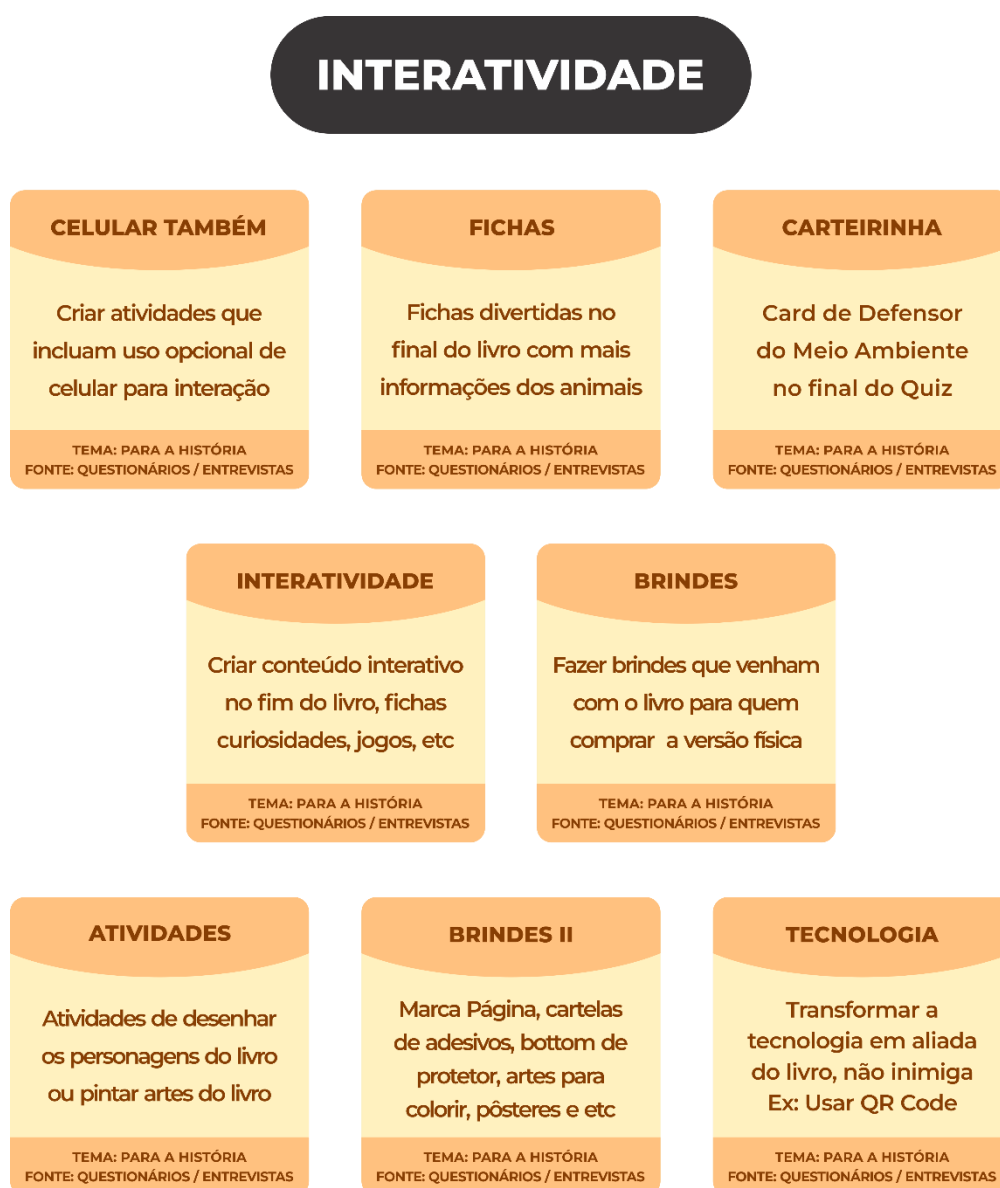 INTERATIVIDADE
CELULAR TAMBÉM
Criar atividades que
incluam uso opcional de
celular para interação
TEMA: PARA A HISTÓRIA
FONTE: QUESTIONÁRIOS / ENTREVISTAS
FICHAS
Fichas divertidas no
final do livro com mais
informações dos animais
TEMA: PARA A HISTÓRIA
FONTE: QUESTIONÁRIOS / ENTREVISTAS
CARTEIRINHA
Card de Defensor
do Meio Ambiente
no final do Quiz
TEMA: PARA A HISTÓRIA
FONTE: QUESTIONÁRIOS / ENTREVISTAS
INTERATIVIDADE
Criar conteúdo interativo
no fim do livro, fichas
curiosidades, jogos, etc
TEMA: PARA A HISTÓRIA
FONTE: QUESTIONÁRIOS / ENTREVISTAS
BRINDES
Fazer brindes que venham
com o livro para quem
comprar a versão física
TEMA: PARA A HISTÓRIA
FONTE: QUESTIONÁRIOS / ENTREVISTAS
ATIVIDADES
Atividades de desenhar
os personagens do livro
ou pintar artes do livro
TEMA: PARA A HISTÓRIA
FONTE: QUESTIONÁRIOS / ENTREVISTAS
BRINDES II
Marca Página, cartelas
de adesivos, bottom de
protetor, artes para
colorir, pôsteres e etc
TEMA: PARA A HISTÓRIA
FONTE: QUESTIONÁRIOS / ENTREVISTAS
TECNOLOGIA
Transformar a
tecnologia em aliada
do livro, não inimiga
Ex: Usar QR Code
TEMA: PARA A HISTÓRIA
FONTE: QUESTIONÁRIOS / ENTREVISTAS